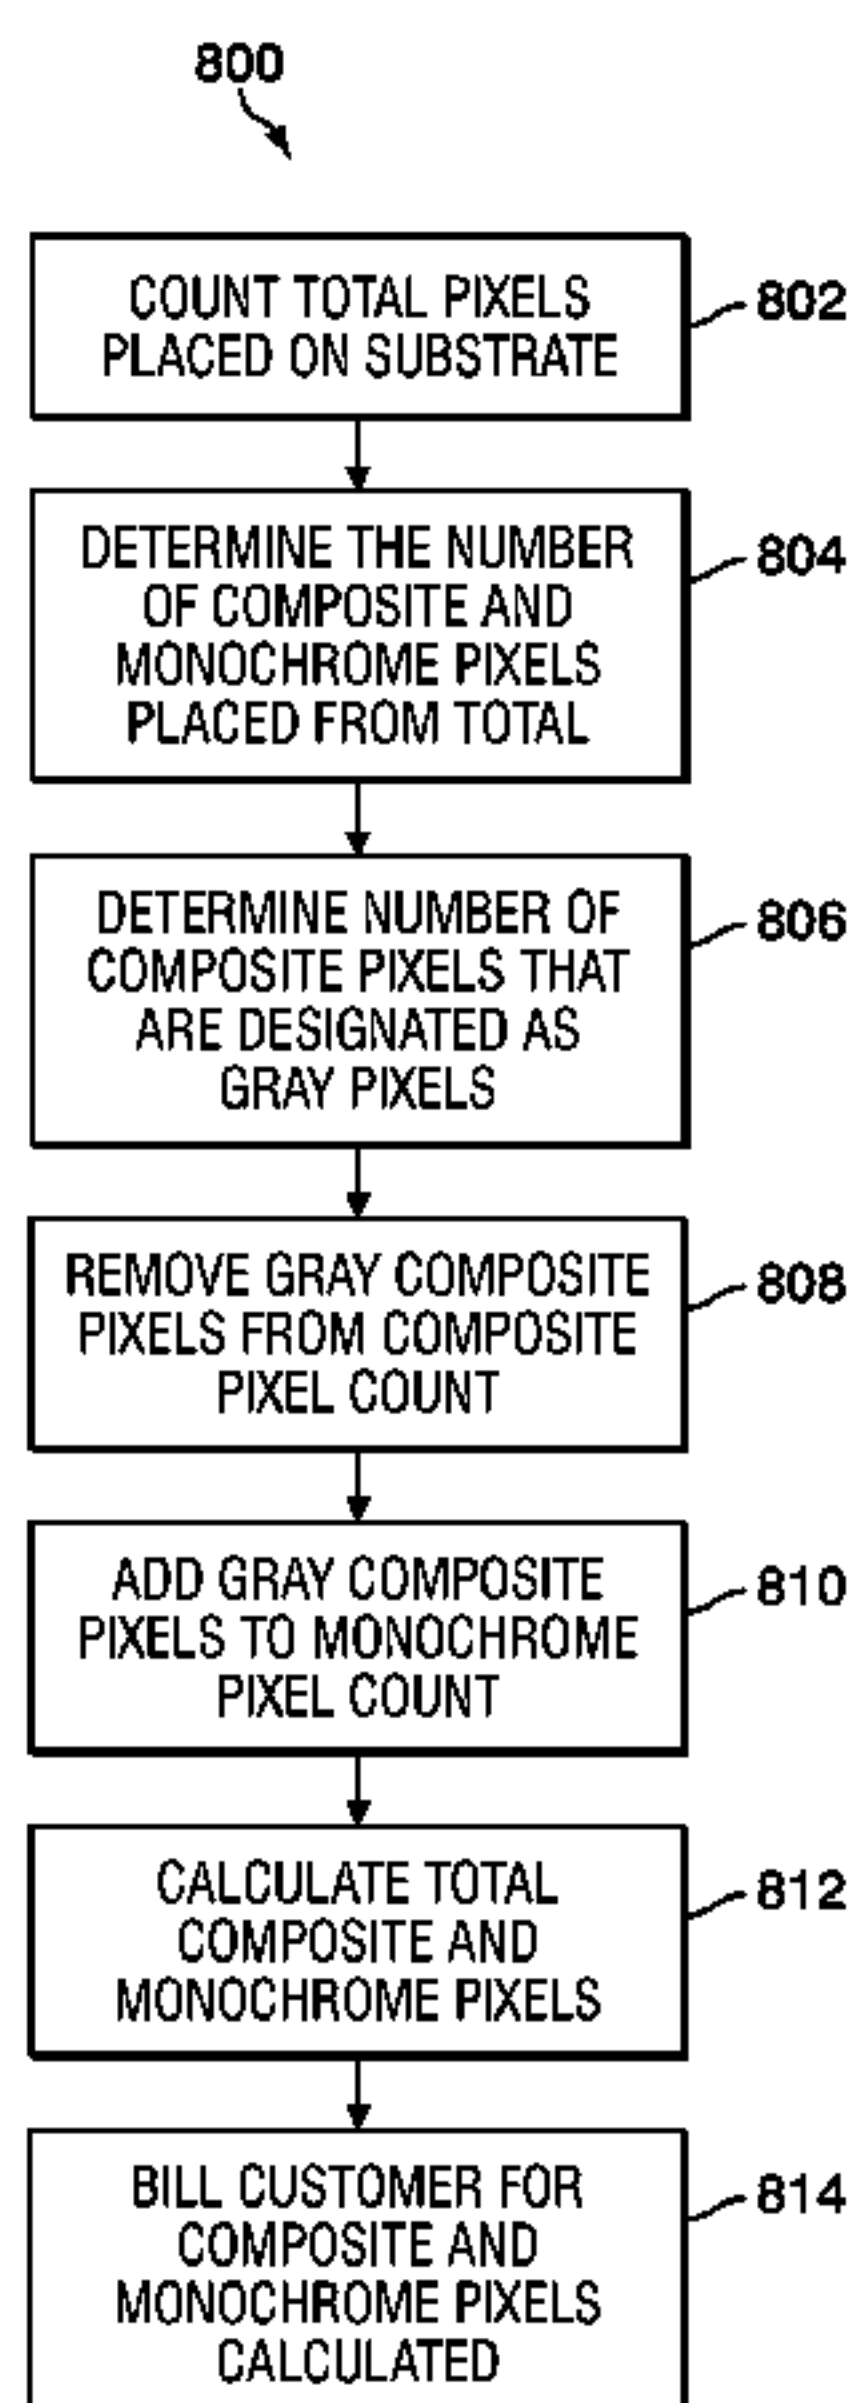 800
COUNT TOTAL PIXELS
PLACED ON SUBSTRATE
802
DETERMINE THE NUMBER
OF COMPOSITE AND
MONOCHROME PIXELS
PLACED FROM TOTAL
804
DETERMINE NUMBER OF
COMPOSITE PIXELS THAT
ARE DESIGNATED AS
GRAY PIXELS
806
REMOVE GRAY COMPOSITE
PIXELS FROM COMPOSITE
PIXEL COUNT
808
ADD GRAY COMPOSITE
PIXELS TO MONOCHROME
PIXEL COUNT
810
CALCULATE TOTAL
COMPOSITE AND
MONOCHROME PIXELS
812
BILL CUSTOMER FOR
COMPOSITE AND
MONOCHROME PIXELS
CALCULATED
814